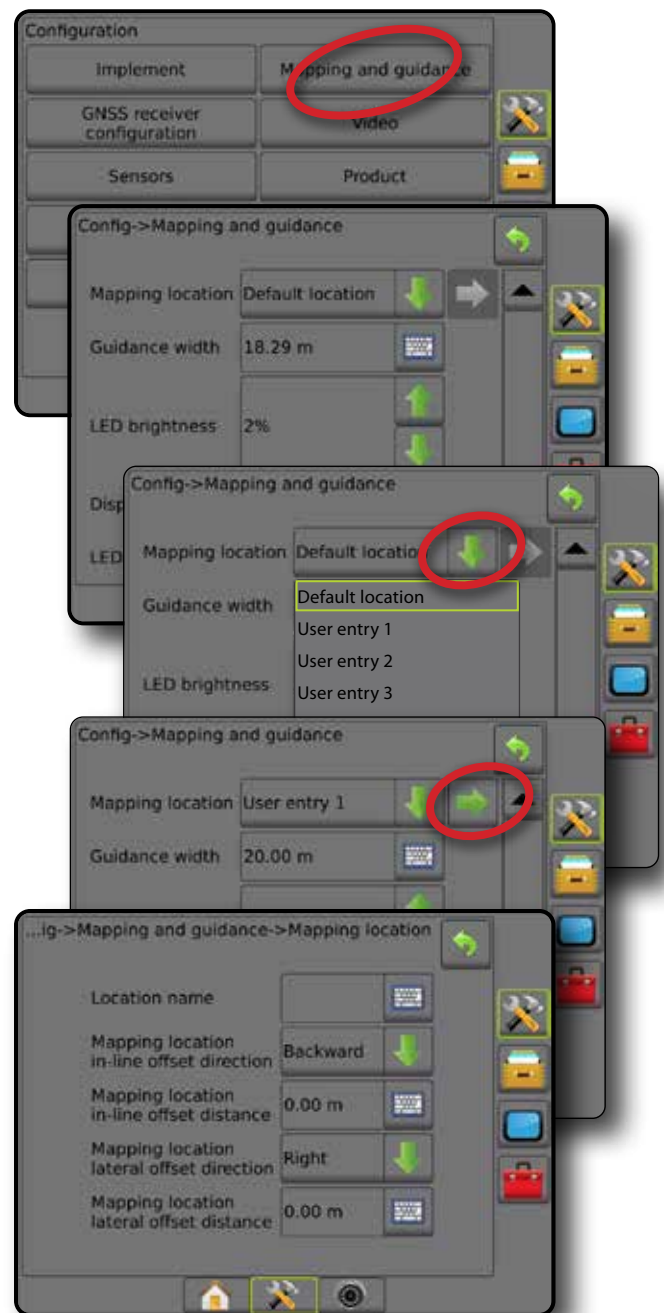 Configuration
Implement
Mapping and guidance
GNSS receiver
configuration
Video
Sensors
Product
Config->Mapping and guidance
Mapping location
Default location
Guidance width
18.29 m
LED brightness
2%
Config->Mapping and guidance
Mapping location
Default location
Guidance width
Default location
User entry 1
User entry 2
User entry 3
LED brightness
LED
Config->Mapping and guidance
Mapping location
User entry 1
Guidance width
20.00 m
...ig->Mapping and guidance->Mapping location
Location name
Mapping location
in-line offset direction
Backward
Mapping location
in-line offset distance
0.00 m
Mapping location
lateral offset direction
Right
Mapping location
lateral offset distance
0.00 m